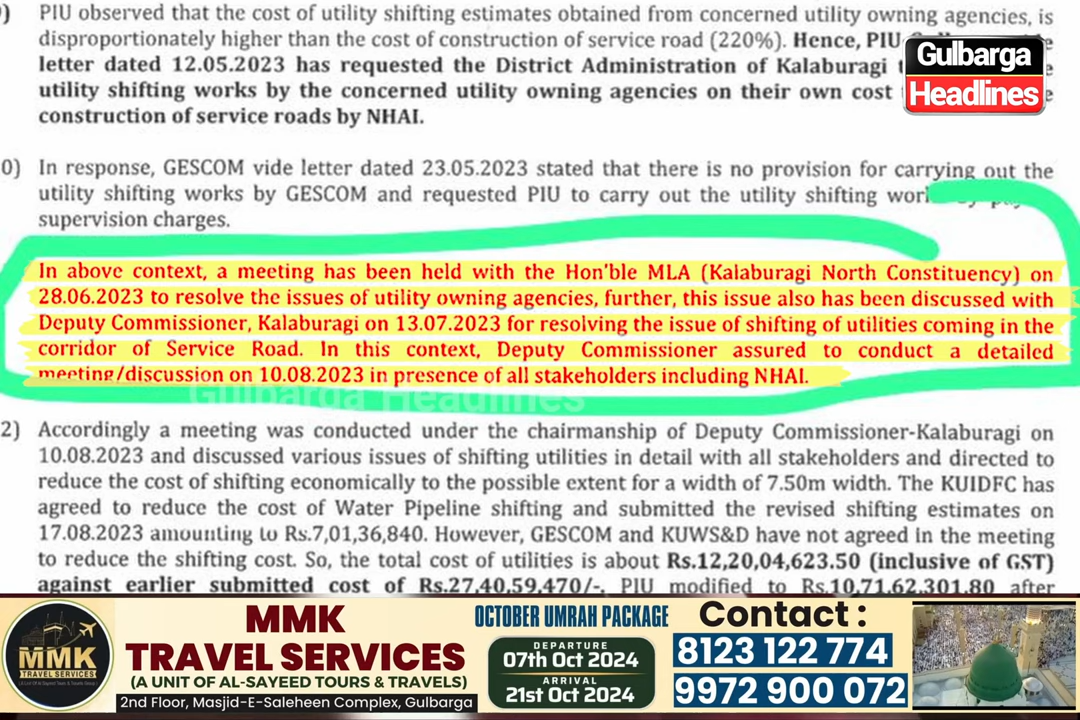 ) PIU observed that the cost of utility shifting estimates obtained from concerned utility owning agencies, is
disproportionately higher than the cost of construction of service road (220%). Hence, PIU
letter dated 12.05.2023 has requested the District Administration of Kalaburagi
utility shifting works by the concerned utility owning agencies on their own cost
construction of service roads by NHAI.
Gulbarga
Headlines
0) In response, GESCOM vide letter dated 23.05.2023 stated that there is no provision for carrying out the
utility shifting works by GESCOM and requested PIU to carry out the utility shifting
supervision charges.
In above context, a meeting has been held with the Hon'ble MLA (Kalaburagi North Constituency) on
28.06.2023 to resolve the issues of utility owning agencies, further, this issue also has been discussed with
Deputy Commissioner, Kalaburagi on 13.07.2023 for resolving the issue of shifting of utilities coming in the
corridor of Service Road. In this context, Deputy Commissioner assured to conduct a detailed
meeting/discussion on 10.08.2023 in presence of all stakeholders including NHAI.
Gulbarga Headlines
2) Accordingly a meeting was conducted under the chairmanship of Deputy Commissioner-Kalaburagi on
10.08.2023 and discussed various issues of shifting utilities in detail with all stakeholders and directed to
reduce the cost of shifting economically to the possible extent for a width of 7.50m width. The KUIDFC has
agreed to reduce the cost of Water Pipeline shifting and submitted the revised shifting estimates on
17.08.2023 amounting to Rs.7,01,36,840. However, GESCOM and KUWS&D have not agreed in the meeting
to reduce the shifting cost. So, the total cost of utilities is about Rs.12,20,04,623.50 (inclusive of GST)
against earlier submitted cost of Rs.27,40,59,470/-. PIU modified to Rs.10,71,62,301.80 after
MMK
TRAVEL SERVICES
MMK
TRAVEL SERVICES
(A UNIT OF AL-SAYEED TOURS & TRAVELS)
2nd Floor, Masjid-E-Saleheen Complex, Gulbarga
OCTOBER UMRAH PACKAGE
DEPARTURE
07th Oct 2024
ARRIVAL
21st Oct 2024
Contact :
8123 122 774
9972 900 072